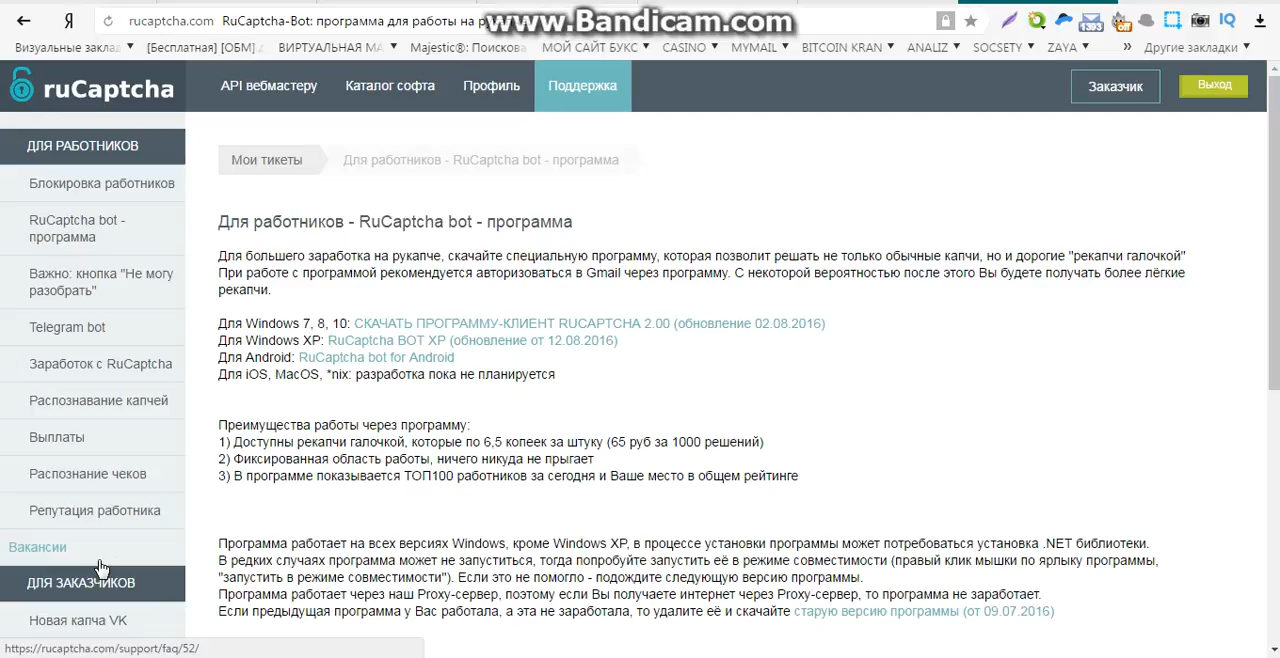 rucaptcha.com RuCaptcha-Bot: программа для работы на р
www.Bandicam.com
1393
off
IQ
Визуальные заклад
[Бесплатная] [ОБМ]
ВИРТУАЛЬНАЯ МА
Majestic®: Поискова
МОЙ САЙТ БУКС
CASINO
MYMAIL
BITCOIN KRAN
ANALIZ
SOCSETY
ZAYA
»
Другие закладки
ruCaptcha
API вебмастеру
Каталог софта
Профиль
Поддержка
Заказчик
Выход
ДЛЯ РАБОТНИКОВ
Блокировка работников
RuCaptcha bot -
программа
Важно: кнопка "Не могу
разобрать"
Telegram bot
Заработок с RuCaptcha
Распознавание капчей
Выплаты
Распознание чеков
Репутация работника
Вакансии
ДЛЯ ЗАКАЗЧИКОВ
Новая капча VK
Мои тикеты
Для работников - RuCaptcha bot - программа
Для работников - RuCaptcha bot - программа
Для большего заработка на рукапче, скачайте специальную программу, которая позволит решать не только обычные капчи, но и дорогие "рекапчи галочкой"
При работе с программой рекомендуется авторизоваться в Gmail через программу. С некоторой вероятностью после этого Вы будете получать более лёгкие
рекапчи.
Для Windows 7, 8, 10: СКАЧАТЬ ПРОГРАММУ-КЛИЕНТ RUCAPTCHA 2.00 (обновление 02.08.2016)
Для Windows XP: RuCaptcha BOT XP (обновление от 12.08.2016)
Для Android: RuCaptcha bot for Android
Для iOS, MacOS, *nix: разработка пока не планируется
Преимущества работы через программу:
1) Доступны рекапчи галочкой, которые по 6,5 копеек за штуку (65 руб за 1000 решений)
2) Фиксированная область работы, ничего никуда не прыгает
3) В программе показывается ТОП100 работников за сегодня и Ваше место в общем рейтинге
Программа работает на всех версиях Windows, кроме Windows XP, в процессе установки программы может потребоваться установка .NET библиотеки.
В редких случаях программа может не запуститься, тогда попробуйте запустить её в режиме совместимости (правый клик мышки по ярлыку программы,
"запустить в режиме совместимости"). Если это не помогло - подождите следующую версию программы.
Программа работает через наш Proxy-сервер, поэтому если Вы получаете интернет через Proxy-сервер, то программа не заработает.
Если предыдущая программа у Вас работала, а эта не заработала, то удалите её и скачайте старую версию программы (от 09.07.2016)
https://rucaptcha.com/support/faq/52/